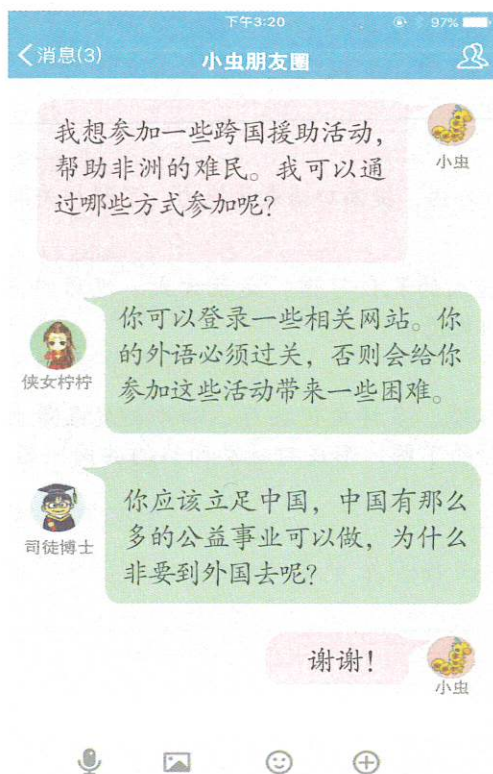 下午3:20
97%
消息(3)
小虫朋友圈
我想参加一些跨国援助活动，
帮助非洲的难民。我可以通
过哪些方式参加呢？
小虫
你可以登录一些相关网站。你
的外语必须过关，否则会给你
参加这些活动带来一些困难。
侠女柠柠
你应该立足中国，中国有那么
多的公益事业可以做，为什么
非要到外国去呢？
司徒博士
谢谢！
小虫